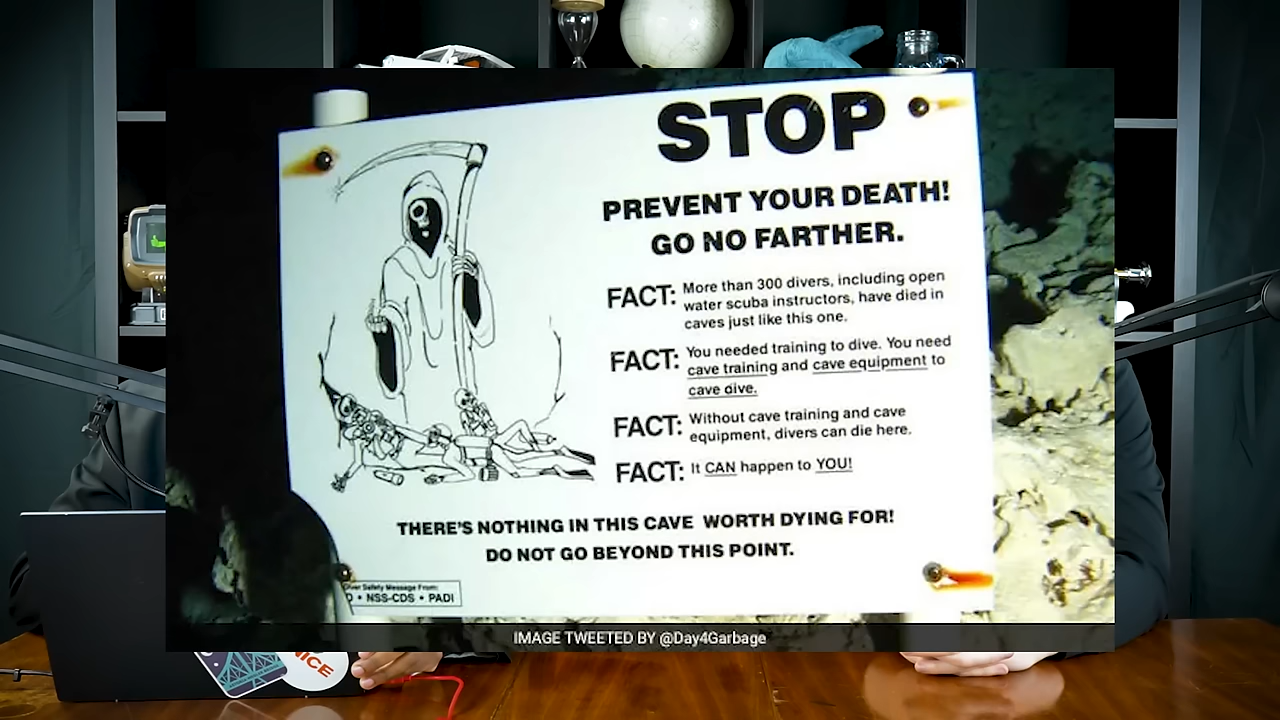 STOP
PREVENT YOUR DEATH!
GO NO FARTHER.
FACT: More than 300 divers, including open
water scuba instructors, have died in
caves just like this one.
FACT: You needed training to dive. You need
cave training and cave equipment to
cave dive.
FACT: Without cave training and cave
equipment, divers can die here.
FACT: It CAN happen to YOU!
THERE'S NOTHING IN THIS CAVE WORTH DYING FOR!
DO NOT GO BEYOND THIS POINT.
Safety Message From:
• NSS-CDS • PADI
IMAGE TWEETED BY @Day4Garbage